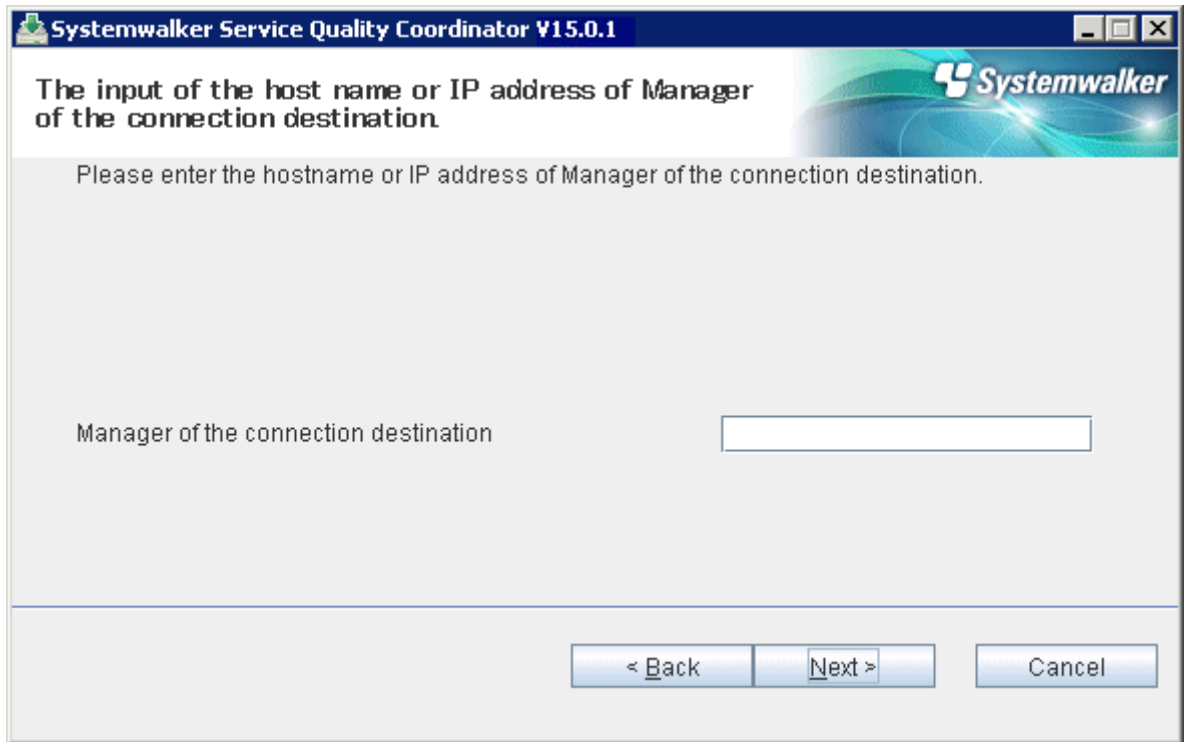 Systemwalker Service Quality Coordinator V15.0.1
The input of the host name or IP address of Manager
of the connection destination.
Systemwalker
Please enter the hostname or IP address of Manager of the connection destination.
Manager of the connection destination
< Back
Next >
Cancel